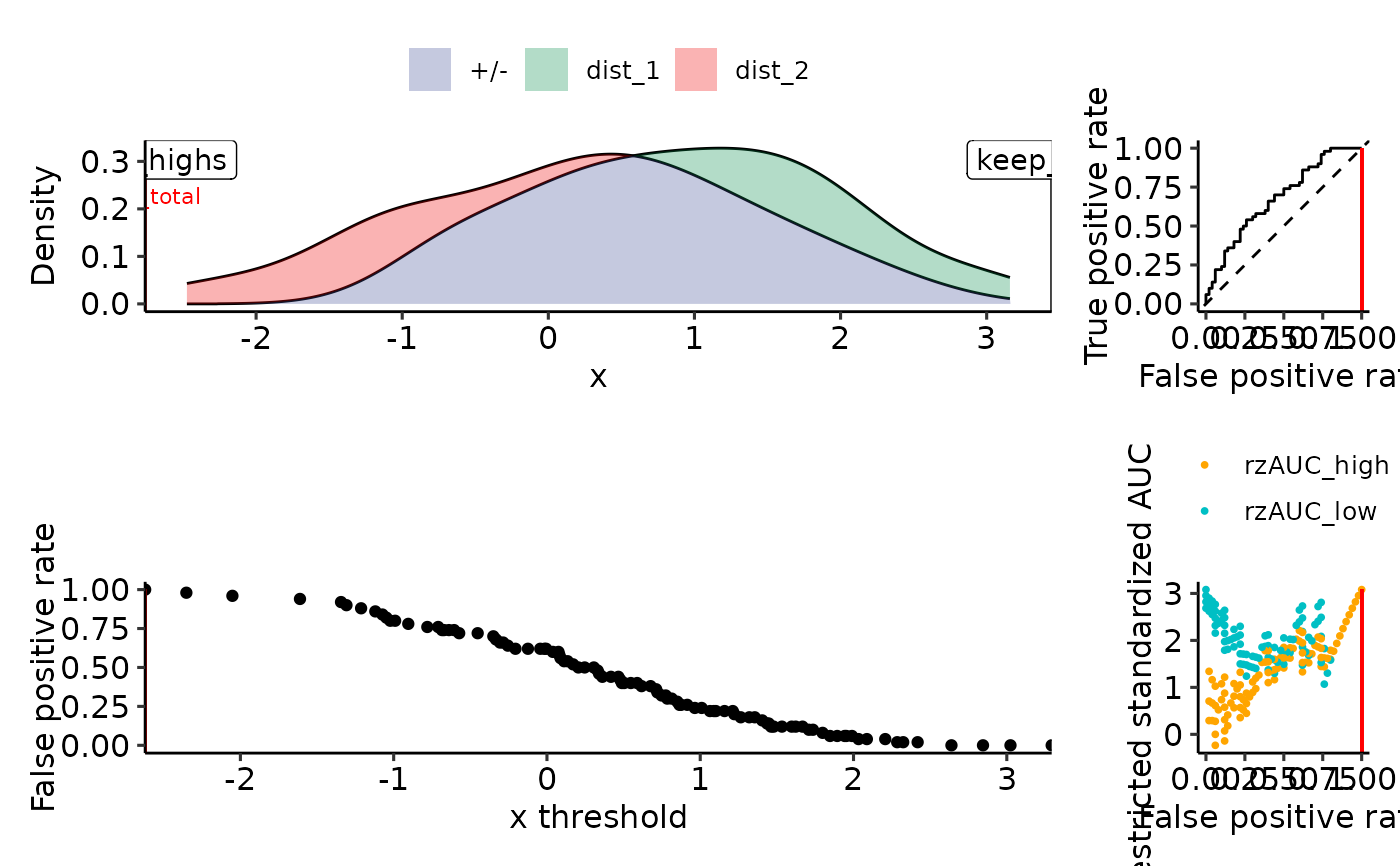 +/- dist_1 dist_2
Density
0.3
0.2
0.1
0.0
highs
total
keep
-2 -1 0 1 2 3
x
True positive rate
1.00
0.75
0.50
0.25
0.00
False positive ra
False positive rate
1.00
0.75
0.50
0.25
0.00
-2 -1 0 1 2 3
x threshold
rzAUC_high
rzAUC_low
estricted standardized AUC
3
2
1
0
False positive ra